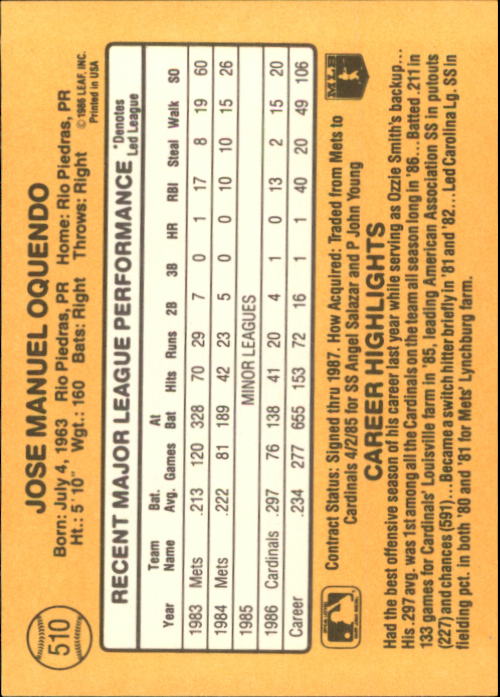 510
JOSE MANUEL OQUENDO
Born: July 4, 1963 Rio Piedras, PR Home: Rio Piedras, PR
Ht.: 5' 10" Wgt.: 160 Bats: Right Throws: Right
©1986 LEAF, INC.
Printed in USA
RECENT MAJOR LEAGUE PERFORMANCE
*Denotes
Led League
Year Team Name Bat. Avg. Games At Bat Hits Runs 2B 3B HR RBI Steal Walk SO
1983 Mets .213 120 328 70 29 7 0 1 17 8 19 60
1984 Mets .222 81 189 42 23 5 0 0 10 10 15 26
1985 MINOR LEAGUES
1986 Cardinals .297 76 138 41 20 4 1 0 13 2 15 20
Career .234 277 655 153 72 16 1 1 40 20 49 106
Contract Status: Signed thru 1987. How Acquired: Traded from Mets to
Cardinals 4/2/85 for SS Angel Salazar and P John Young
MLB
CAREER HIGHLIGHTS
Had the best offensive season of his career last year while serving as Ozzie Smith's backup...
His .297 avg. was 1st among all the Cardinals on the team all season long in '86... Batted .211 in
133 games for Cardinals' Louisville farm in '85, leading American Association SS in putouts
(227) and chances (591)...Became a switch hitter briefly in '81 and '82....Led Carolina Lg. SS in
fielding pct. in both '80 and '81 for Mets' Lynchburg farm.